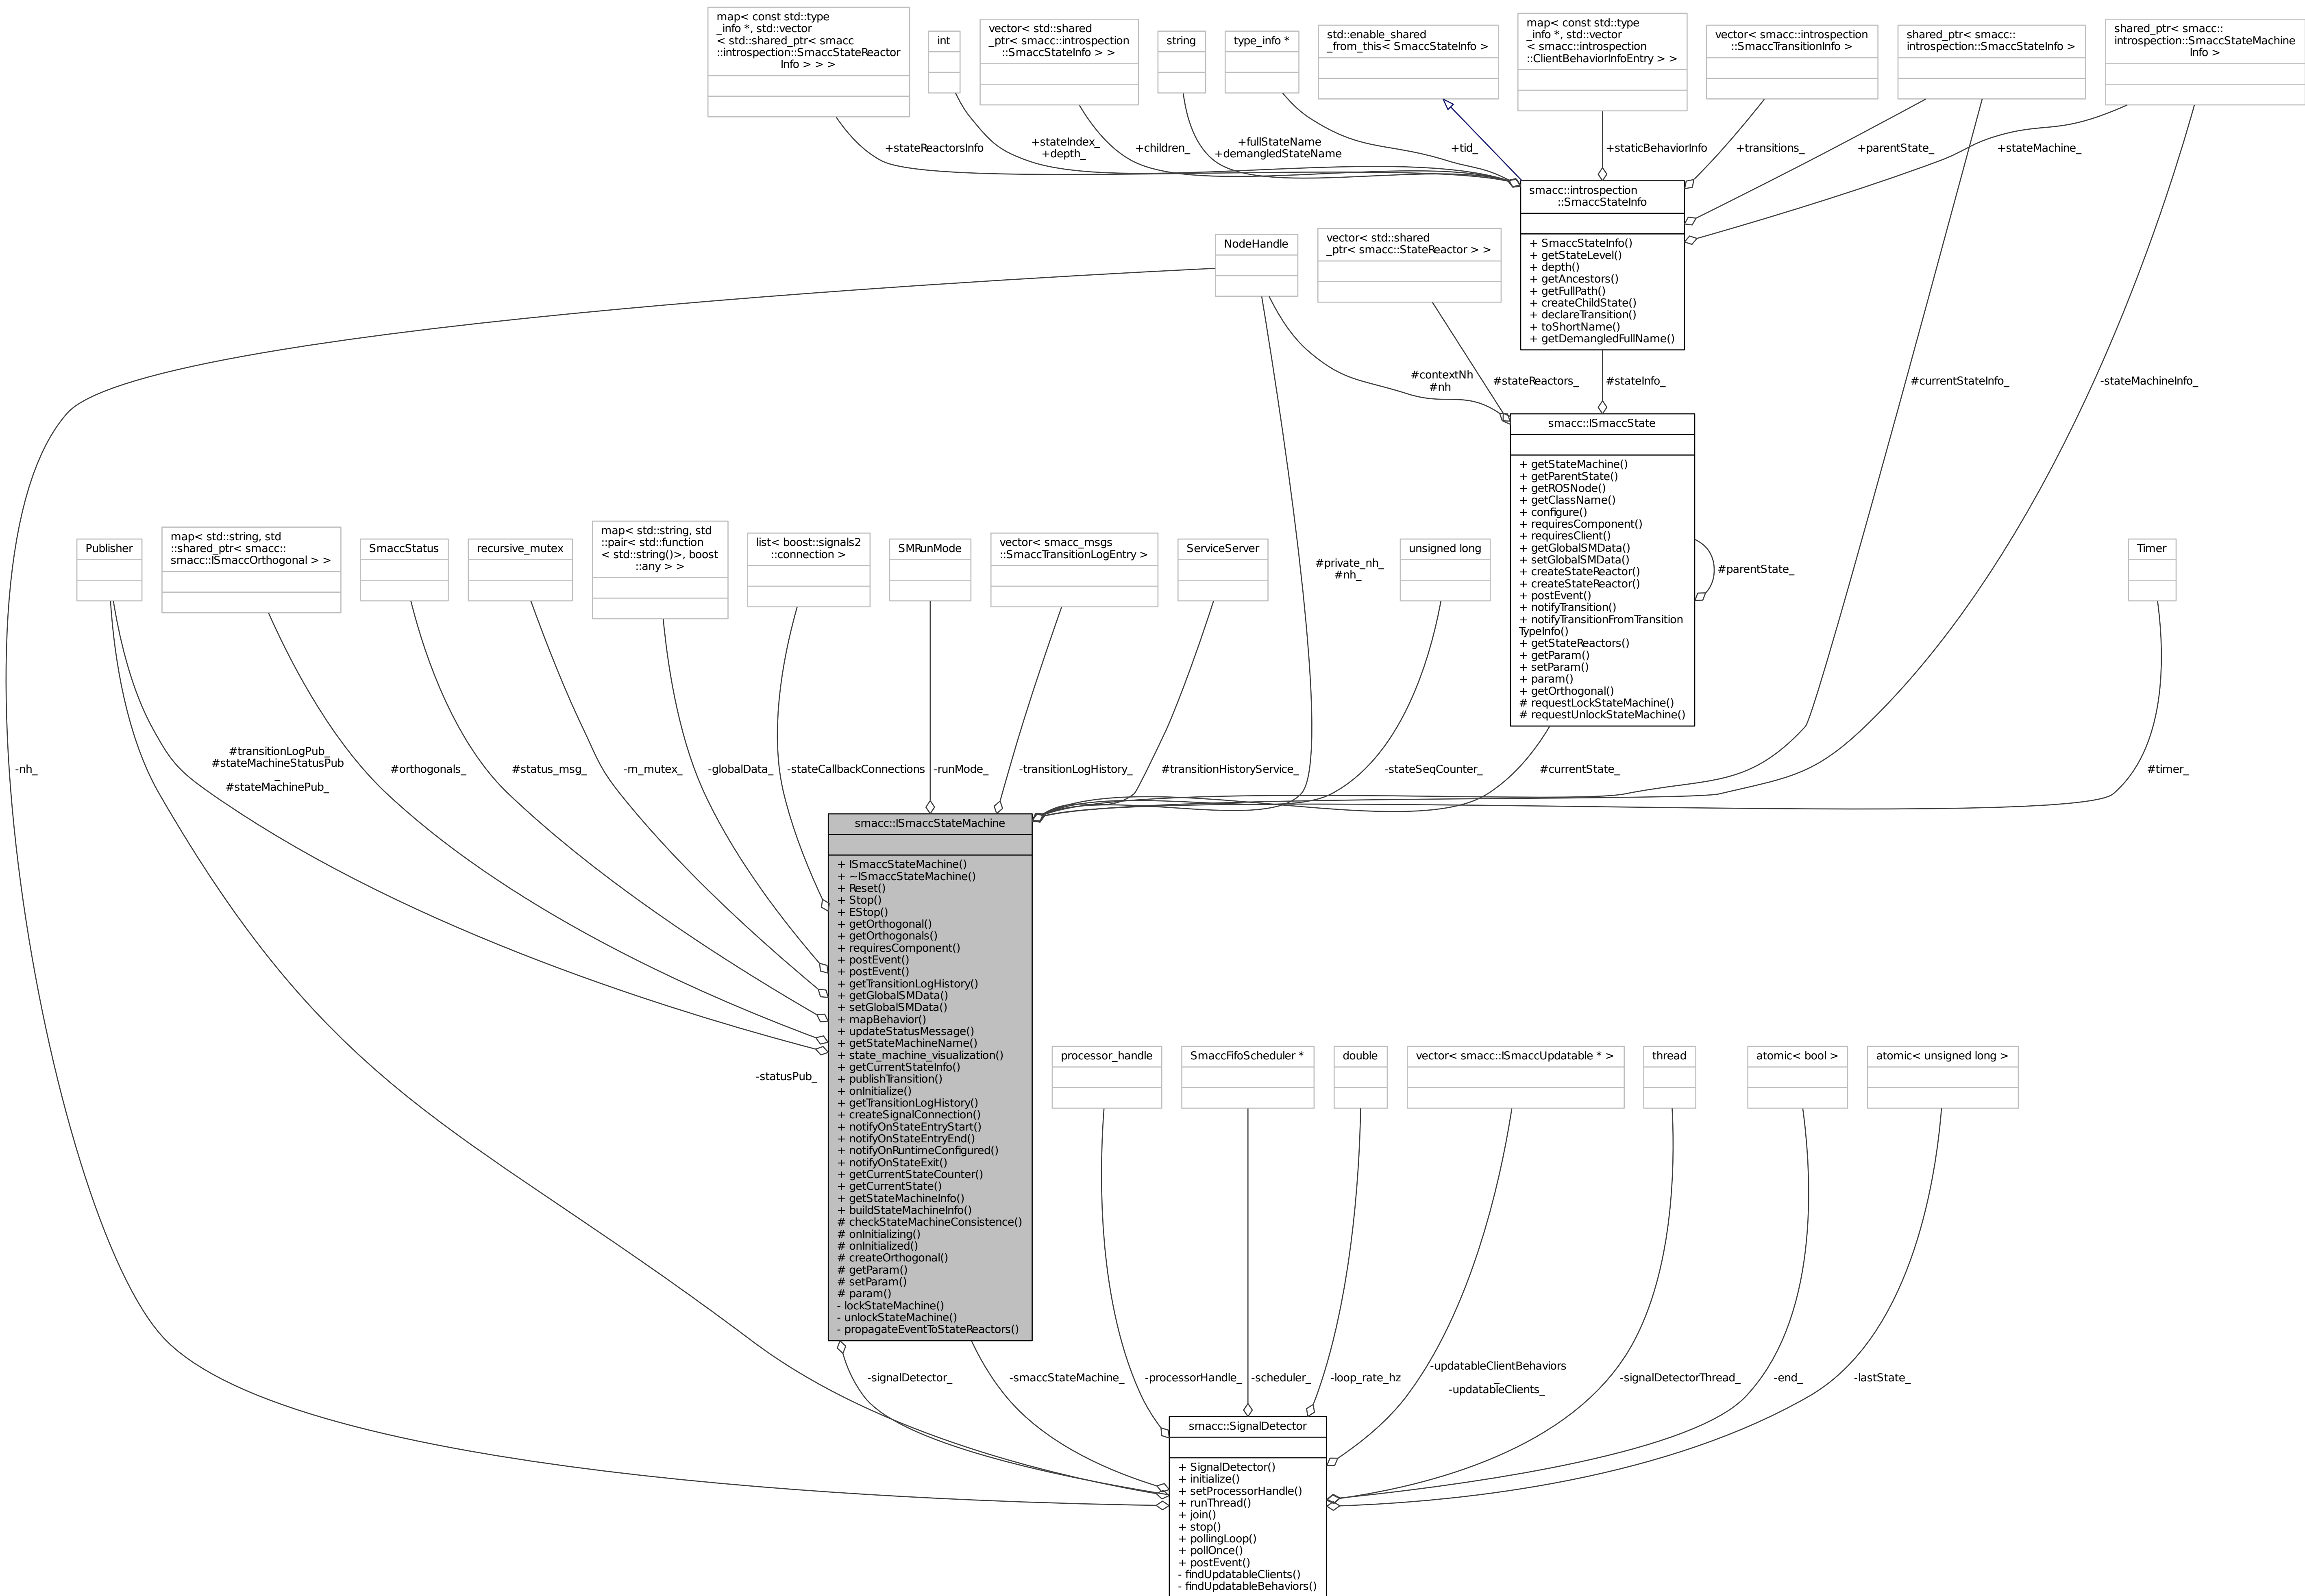 map< const std::type
_info *, std::vector
< std::shared_ptr< smacc
::introspection::SmaccStateReactor
Info > > >
int
vector< std::shared
_ptr< smacc::introspection
::SmaccStateInfo > >
string
type_info *
std::enable_shared
_from_this< SmaccStateInfo >
map< const std::type
_info *, std::vector
< smacc::introspection
::ClientBehaviorInfoEntry > >
vector< smacc::introspection
::SmaccTransitionInfo >
shared_ptr< smacc::
introspection::SmaccStateInfo >
shared_ptr< smacc::
introspection::SmaccStateMachine
Info >
+stateReactorsInfo
+stateIndex_
+depth_
+children_
+fullStateName
+demangledStateName
+tid_
+staticBehaviorInfo
+transitions_
+parentState_
+stateMachine_
smacc::introspection
::SmaccStateInfo
+ SmaccStateInfo()
+ getStateLevel()
+ depth()
+ getAncestors()
+ getFullPath()
+ createChildState()
+ declareTransition()
+ toShortName()
+ getDemangledFullName()
NodeHandle
vector< std::shared
_ptr< smacc::StateReactor > >
#contextNh
#nh
#stateReactors_
#stateInfo_
#currentStateInfo_
-stateMachineInfo_
smacc::ISmaccState
+ getStateMachine()
+ getParentState()
+ getROSNode()
+ getClassName()
+ configure()
+ requiresComponent()
+ requiresClient()
+ getGlobalSMData()
+ setGlobalSMData()
+ createStateReactor()
+ createStateReactor()
+ postEvent()
+ notifyTransition()
+ notifyTransitionFromTransition
TypeInfo()
+ getStateReactors()
+ getParam()
+ setParam()
+ param()
+ getOrthogonal()
# requestLockStateMachine()
# requestUnlockStateMachine()
#parentState_
Publisher
map< std::string, std
::shared_ptr< smacc::
smacc::ISmaccOrthogonal > >
SmaccStatus
recursive_mutex
map< std::string, std
::pair< std::function
< std::string()>, boost
::any > >
list< boost::signals2
::connection >
SMRunMode
vector< smacc_msgs
::SmaccTransitionLogEntry >
ServiceServer
#private_nh_
#nh_
unsigned long
Timer
-nh_
#transitionLogPub_
#stateMachineStatusPub
_
#stateMachinePub_
#orthogonals_
#status_msg_
-m_mutex_
-globalData_
-stateCallbackConnections
-runMode_
-transitionLogHistory_
#transitionHistoryService_
-stateSeqCounter_
#currentState_
#timer_
smacc::ISmaccStateMachine
+ ISmaccStateMachine()
+ ~ISmaccStateMachine()
+ Reset()
+ Stop()
+ EStop()
+ getOrthogonal()
+ getOrthogonals()
+ requiresComponent()
+ postEvent()
+ postEvent()
+ getTransitionLogHistory()
+ getGlobalSMData()
+ setGlobalSMData()
+ mapBehavior()
+ updateStatusMessage()
+ getStateMachineName()
+ state_machine_visualization()
+ getCurrentStateInfo()
+ publishTransition()
+ onInitialize()
+ getTransitionLogHistory()
+ createSignalConnection()
+ notifyOnStateEntryStart()
+ notifyOnStateEntryEnd()
+ notifyOnRuntimeConfigured()
+ notifyOnStateExit()
+ getCurrentStateCounter()
+ getCurrentState()
+ getStateMachineInfo()
+ buildStateMachineInfo()
# checkStateMachineConsistence()
# onInitializing()
# onInitialized()
# createOrthogonal()
# getParam()
# setParam()
# param()
- lockStateMachine()
- unlockStateMachine()
- propagateEventToStateReactors()
-statusPub_
processor_handle
SmaccFifoScheduler *
double
vector< smacc::ISmaccUpdatable * >
thread
atomic< bool >
atomic< unsigned long >
-signalDetector_
-smaccStateMachine_
-processorHandle_
-scheduler_
-loop_rate_hz
-updatableClientBehaviors
_
-updatableClients_
-signalDetectorThread_
-end_
-lastState_
smacc::SignalDetector
+ SignalDetector()
+ initialize()
+ setProcessorHandle()
+ runThread()
+ join()
+ stop()
+ pollingLoop()
+ pollOnce()
+ postEvent()
- findUpdatableClients()
- findUpdatableBehaviors()